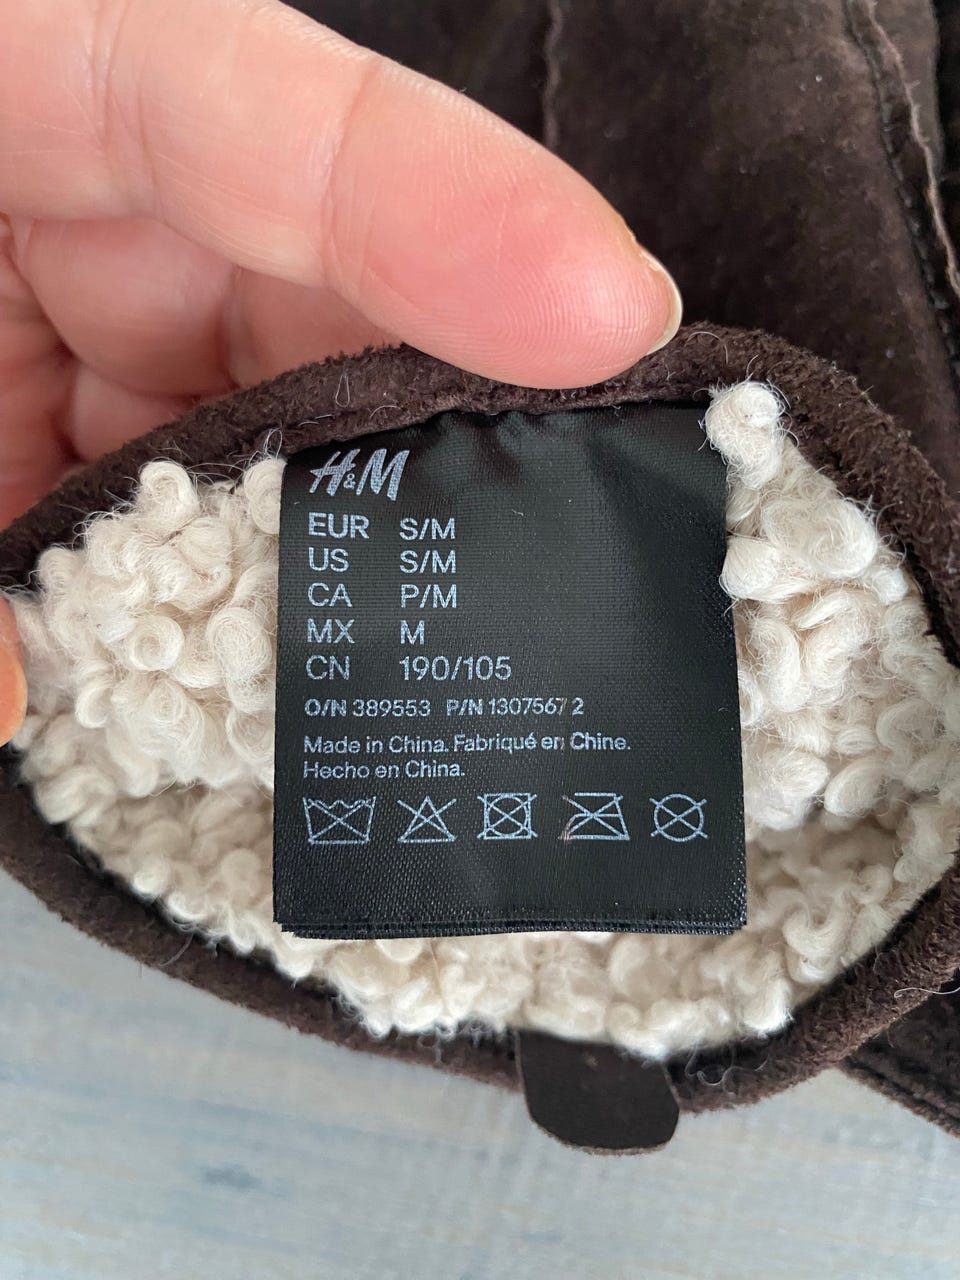 H&M
EUR S/M
US S/M
CA P/M
MX M
CN 190/105
O/N 389553 P/N 1307567 2
Made in China. Fabriqué en Chine.
Hecho en China.